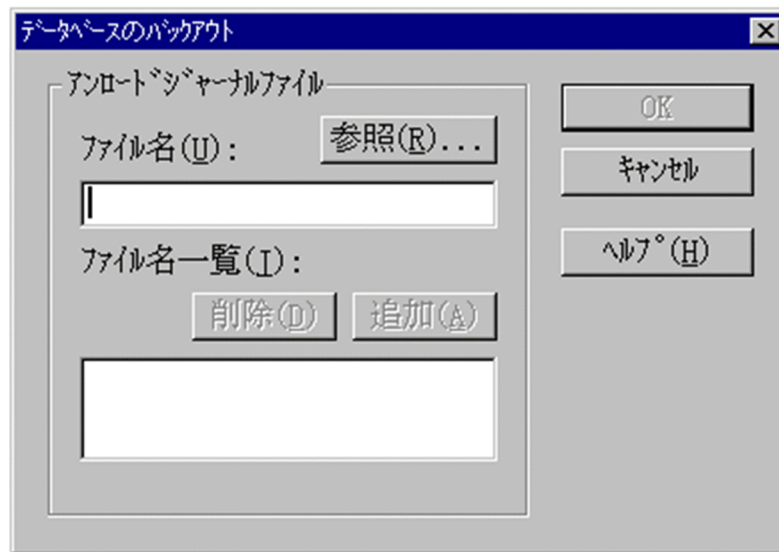 ﾃﾞｰﾀﾍﾞｰｽのﾊﾞｯｸｱｳﾄ
ｱﾝﾛｰﾄﾞｼﾞｬｰﾅﾙﾌｧｲﾙ
ﾌｧｲﾙ名(U):
参照(R)...
ﾌｧｲﾙ名一覧(I):
削除(D)
追加(A)
OK
ｷｬﾝｾﾙ
ﾍﾙﾌﾟ(H)